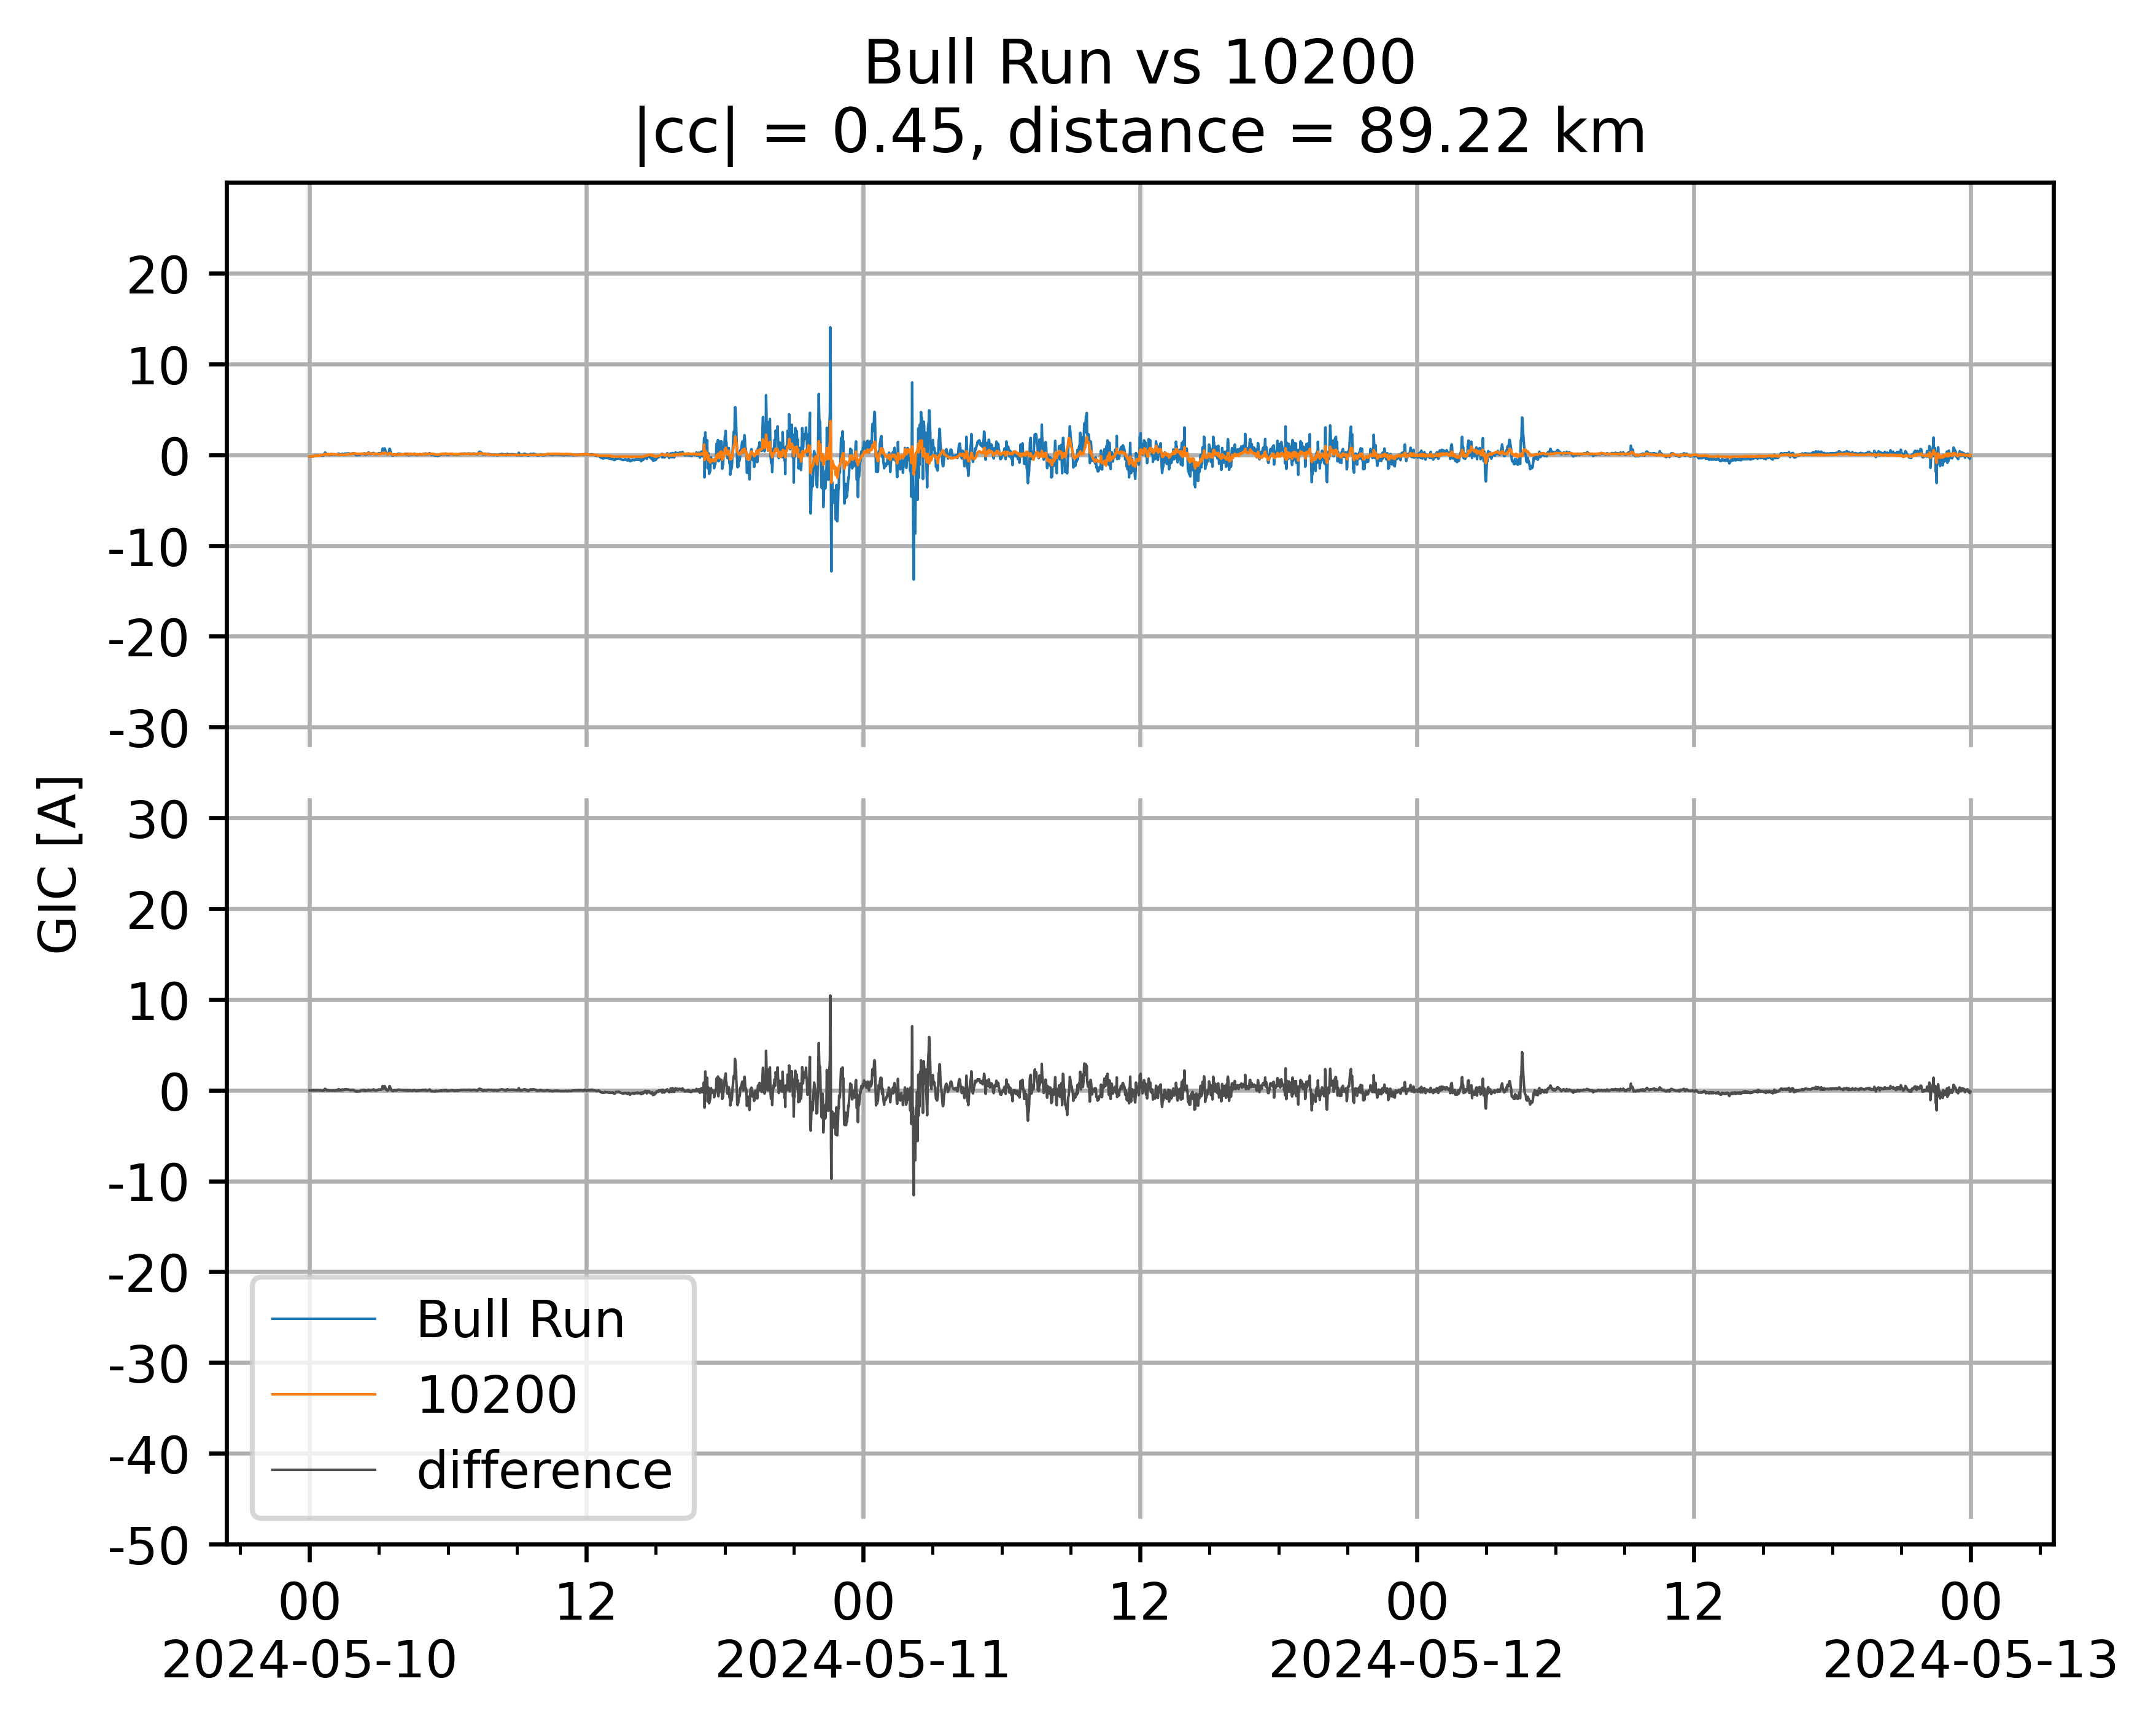 Bull Run vs 10200
|cc| = 0.45, distance = 89.22 km
20
10
0
-10
-20
-30
30
20
10
0
-10
-20
-30
-40
-50
GIC [A]
Bull Run
10200
difference
00 12 00 12 00 12 00
2024-05-10 2024-05-11 2024-05-12 2024-05-13